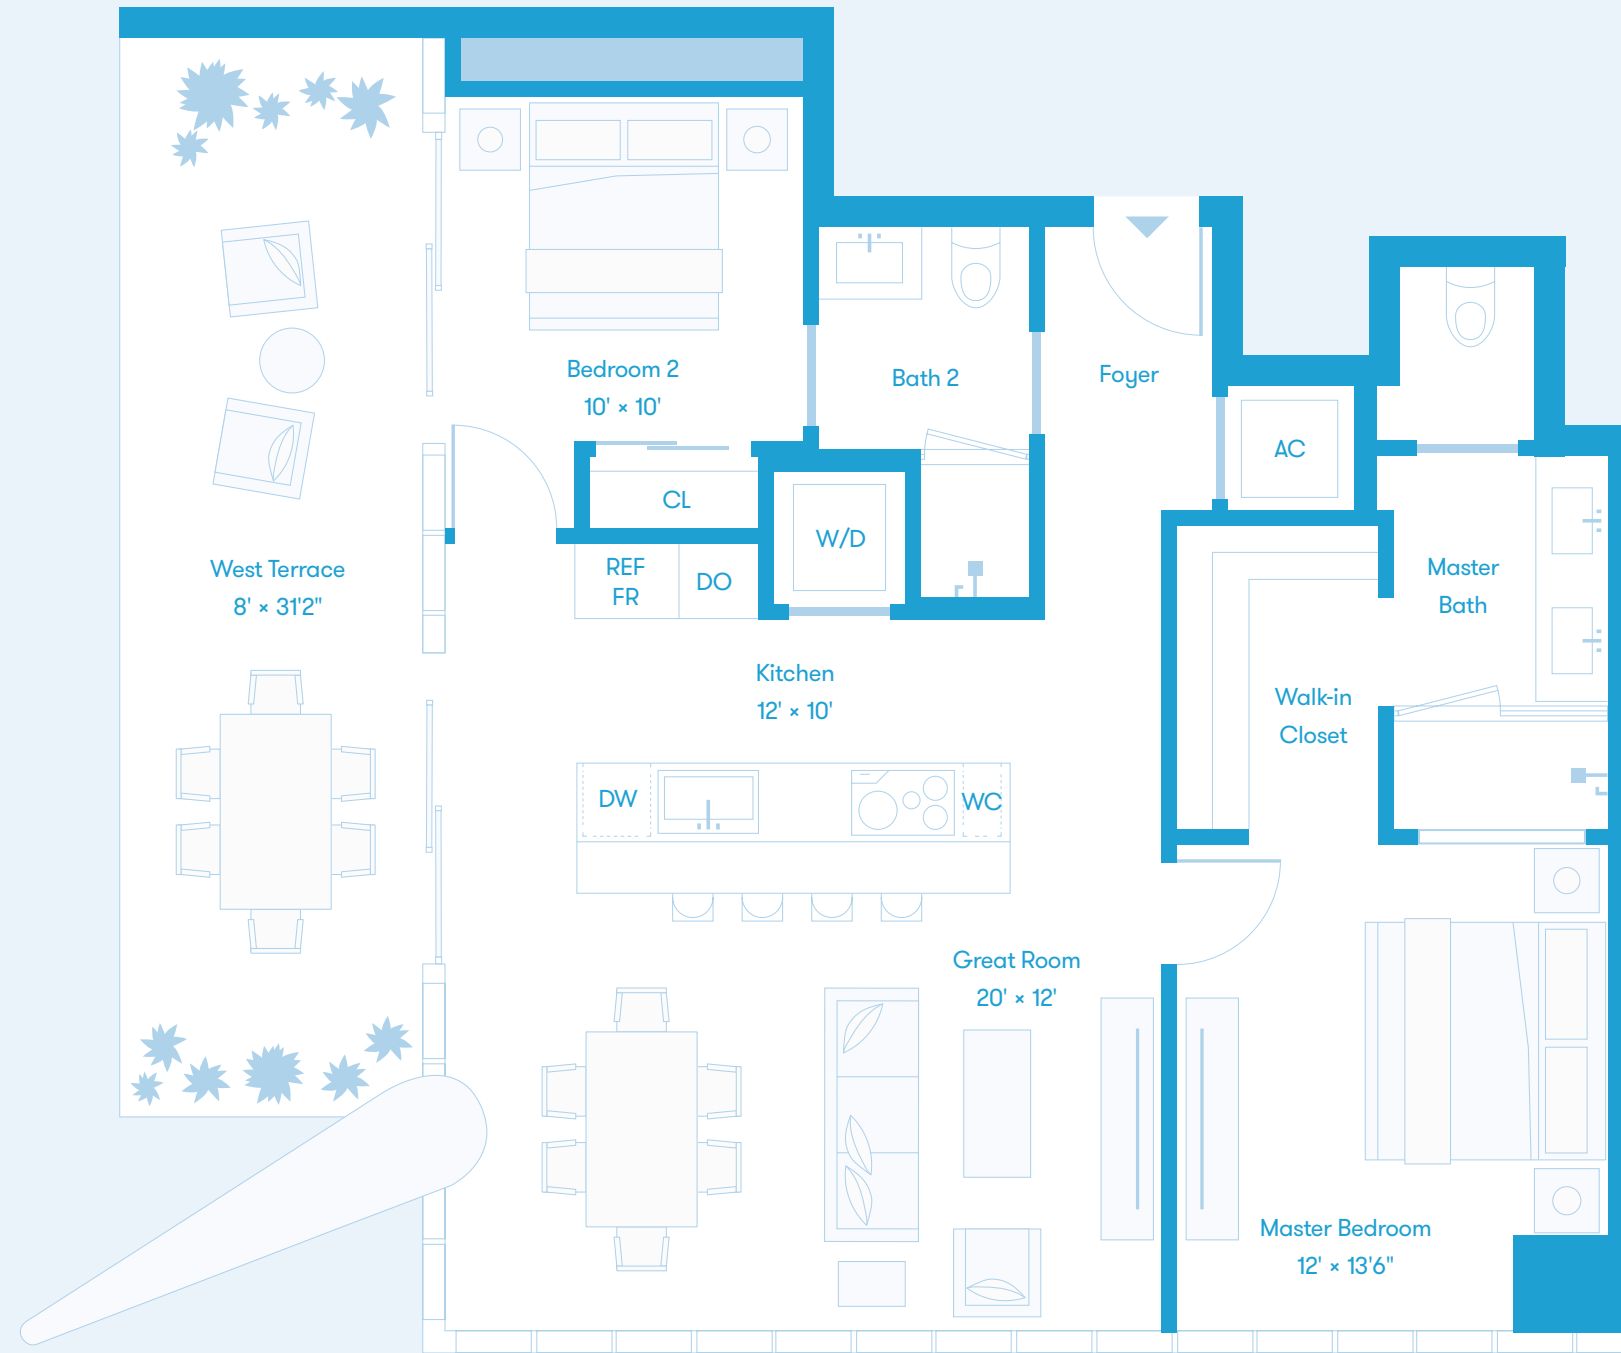 Bedroom 2
10' × 10'
Bath 2
Foyer
AC
CL
W/D
REF
FR
DO
West Terrace
8' × 31'2"
Master
Bath
Kitchen
12' × 10'
Walk-in
Closet
DW
WC
Great Room
20' × 12'
Master Bedroom
12' × 13'6"